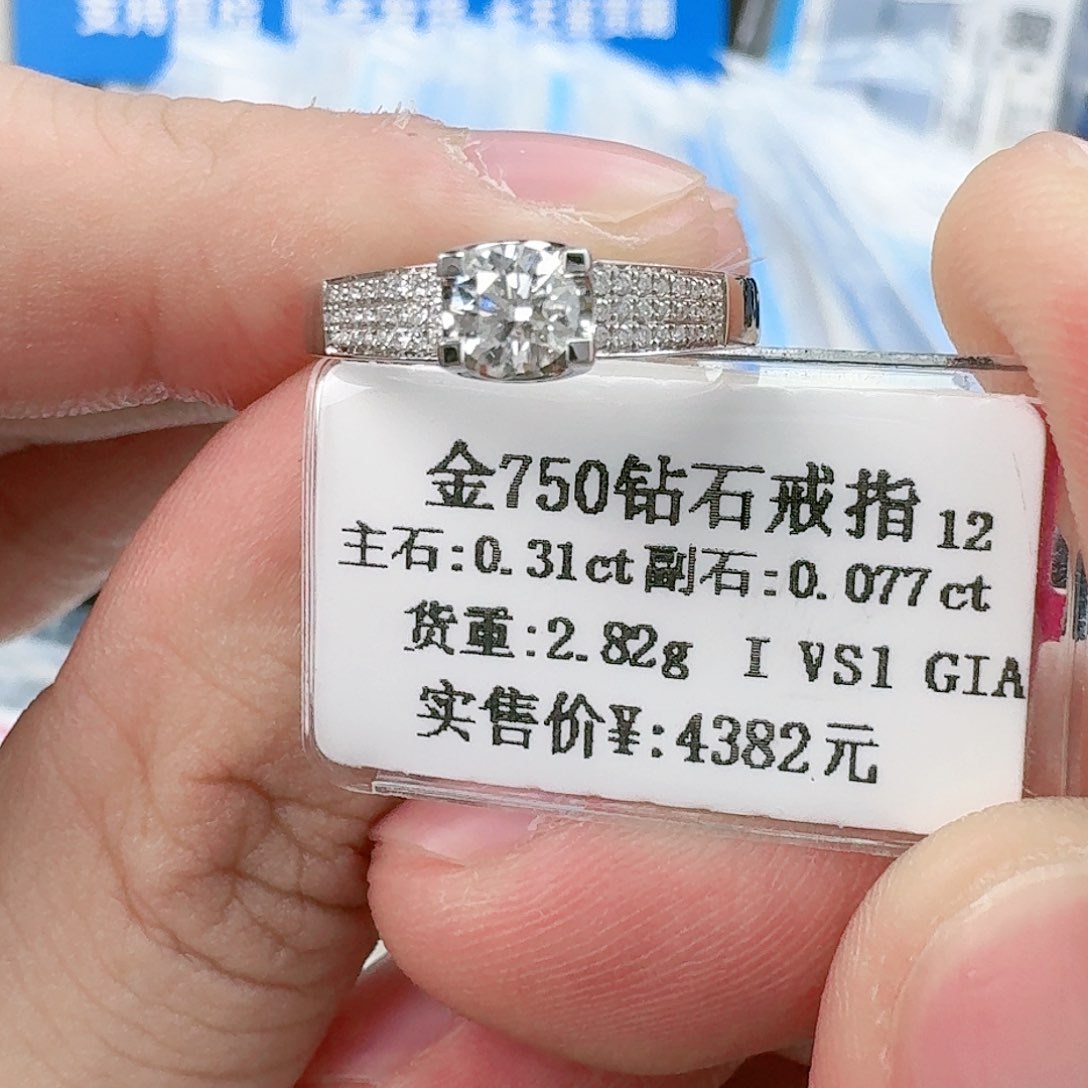 金750钻石戒指 12
主石:0.31ct 副石:0.077ct
货重:2.82g I VS1 GIA
实售价¥:4382元